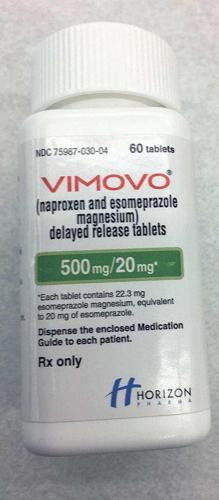 NDC 75987-030-04 60 tablets
VIMOVO®
(naproxen and esomeprazole
magnesium)
delayed release tablets
500 mg/20 mg*
*Each tablet contains 22.3 mg
esomeprazole magnesium, equivalent
to 20 mg of esomeprazole.
Dispense the enclosed Medication
Guide to each patient.
Rx only
HORIZON
PHARMA